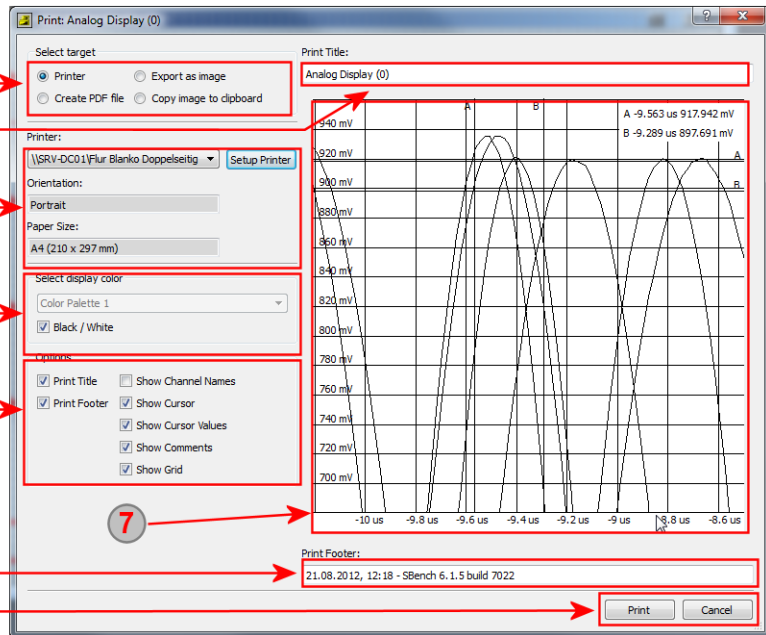 Print: Analog Display (0)
Select target
Printer
Export as image
Create PDF file
Copy image to clipboard
Print Title:
Analog Display (0)
Printer:
\\SRV-DC01\Flur Blanko Doppelseitig
Setup Printer
Orientation:
Portrait
Paper Size:
A4 (210 x 297 mm)
Select display color
Color Palette 1
Black / White
Options
Print Title
Show Channel Names
Print Footer
Show Cursor
Show Cursor Values
Show Comments
Show Grid
7
A
B
A -9.563 us 917.942 mV
B -9.289 us 897.691 mV
A
B
940 mV
920 mV
900 mV
880 mV
860 mV
840 mV
820 mV
800 mV
780 mV
760 mV
740 mV
720 mV
700 mV
-10 us
-9.8 us
-9.6 us
-9.4 us
-9.2 us
-9 us
-8.8 us
-8.6 us
Print Footer:
21.08.2012, 12:18 - SBench 6.1.5 build 7022
Print
Cancel